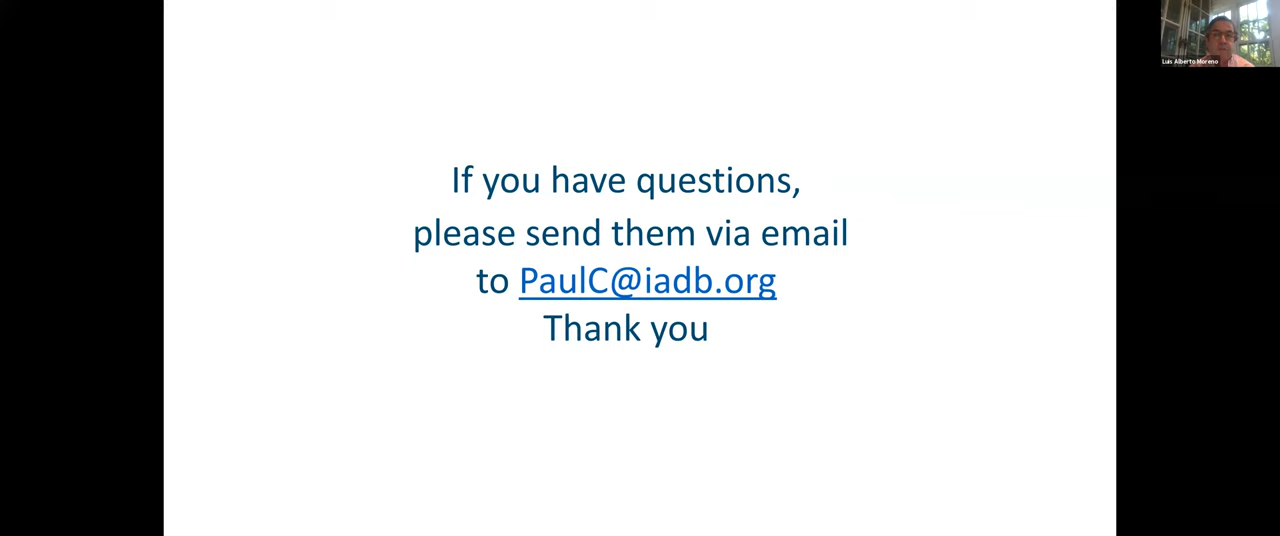 If you have questions,
please send them via email
to PaulC@iadb.org
Thank you
Luis Alberto Moreno